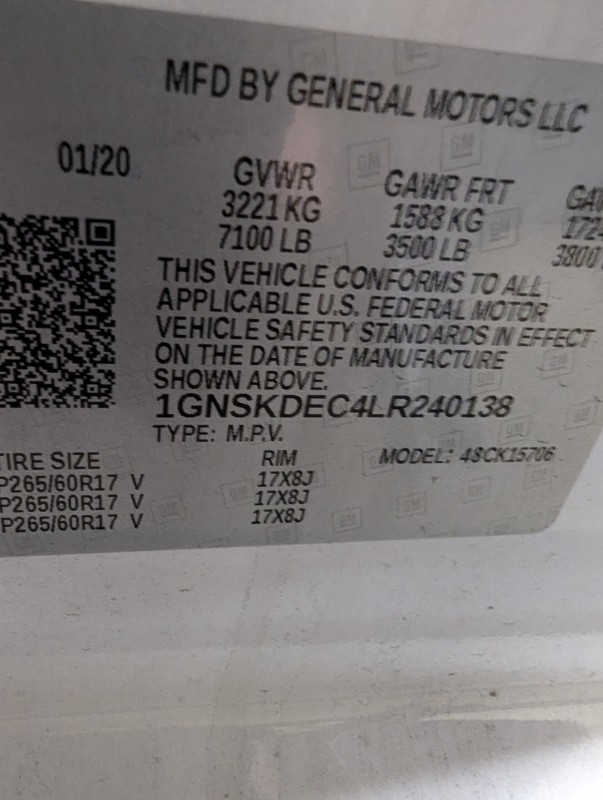 MFD BY GENERAL MOTORS LLC
01/20
GVWR GAWR FRT
3221 KG 1588 KG
7100 LB 3500 LB 3800
THIS VEHICLE CONFORMS TO ALL
APPLICABLE U.S. FEDERAL MOTOR
VEHICLE SAFETY STANDARDS IN EFFECT
ON THE DATE OF MANUFACTURE
SHOWN ABOVE.
1GNSKDEC4LR240138
TYPE: M.P.V. MODEL: 48CK15706
TIRE SIZE RIM
P265/60R17 V 17X8J
P265/60R17 V 17X8J
P265/60R17 V 17X8J